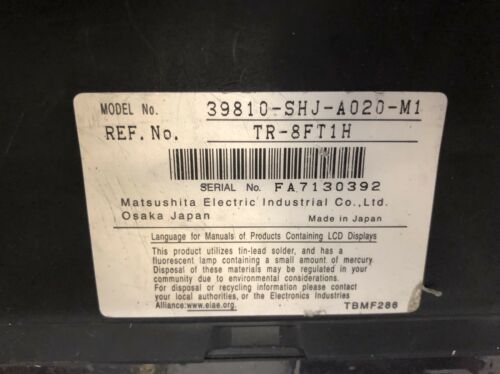 MODEL No. 39810-SHJ-A020-M1
REF. No. TR-8FT1H
SERIAL No. FA7130392
Matsushita Electric Industrial Co.,Ltd.
Osaka Japan Made in Japan
Language for Manuals of Products Containing LCD Displays
This product utilizes tin-lead solder, and has a
fluorescent lamp containing a small amount of mercury.
Disposal of these materials may be regulated in your
community due to environmental considerations.
For disposal or recycling information please contact
your local authorities, or the Electronics Industries
Alliance:www.eiae.org.
TBMF286